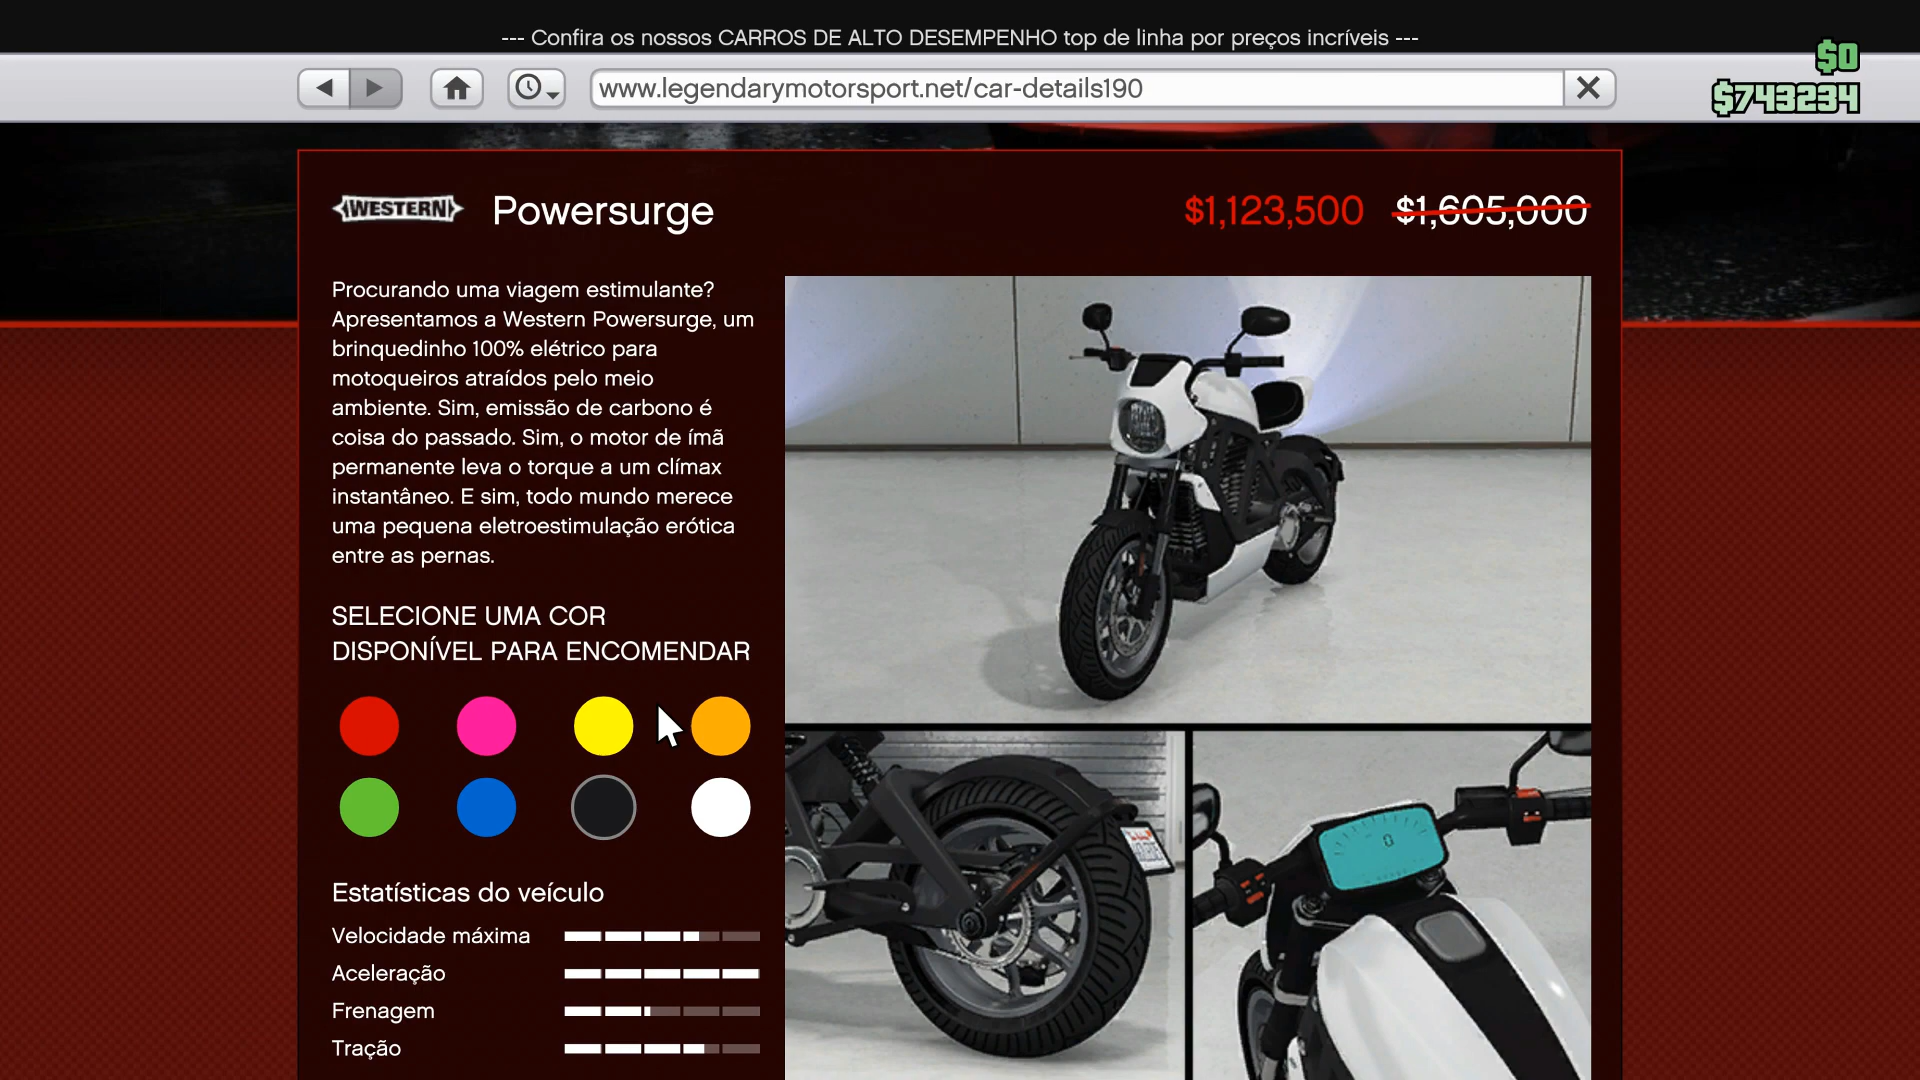 --- Confira os nossos CARROS DE ALTO DESEMPENHO top de linha por preços incríveis ---
$0
www.legendarymotorsport.net/car-details190
$743234
WESTERN
Powersurge
$1,123,500
$1,605,000
Procurando uma viagem estimulante?
Apresentamos a Western Powersurge, um
brinquedinho 100% elétrico para
motoqueiros atraídos pelo meio
ambiente. Sim, emissão de carbono é
coisa do passado. Sim, o motor de ímã
permanente leva o torque a um clímax
instantâneo. E sim, todo mundo merece
uma pequena eletroestimulação erótica
entre as pernas.
SELECIONE UMA COR
DISPONÍVEL PARA ENCOMENDAR
Estatísticas do veículo
Velocidade máxima
Aceleração
Frenagem
Tração
0